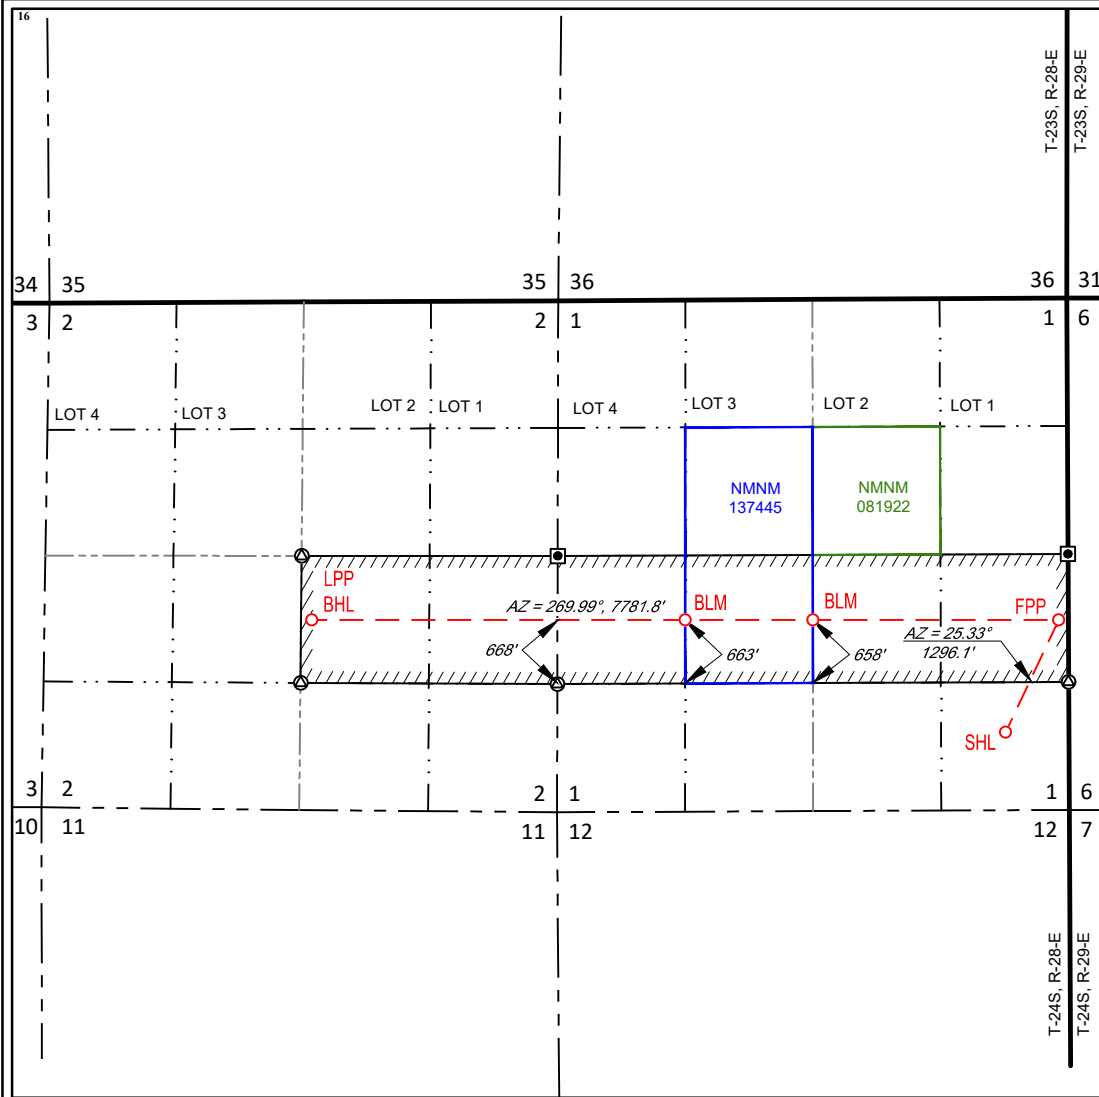 16
T-23S, R-28-E
T-23S, R-29-E
34 35
35 36
36 31
3 2
2 1
1 6
LOT 4
LOT 3
LOT 2
LOT 1
LOT 4
LOT 3
LOT 2
LOT 1
NMNM
137445
NMNM
081922
LPP
BHL
AZ = 269.99°, 7781.8'
BLM
BLM
FPP
668'
663'
658'
AZ = 25.33°
1296.1'
SHL
3 2
2 1
1 6
10 11
11 12
12 7
T-24S, R-28-E
T-24S, R-29-E